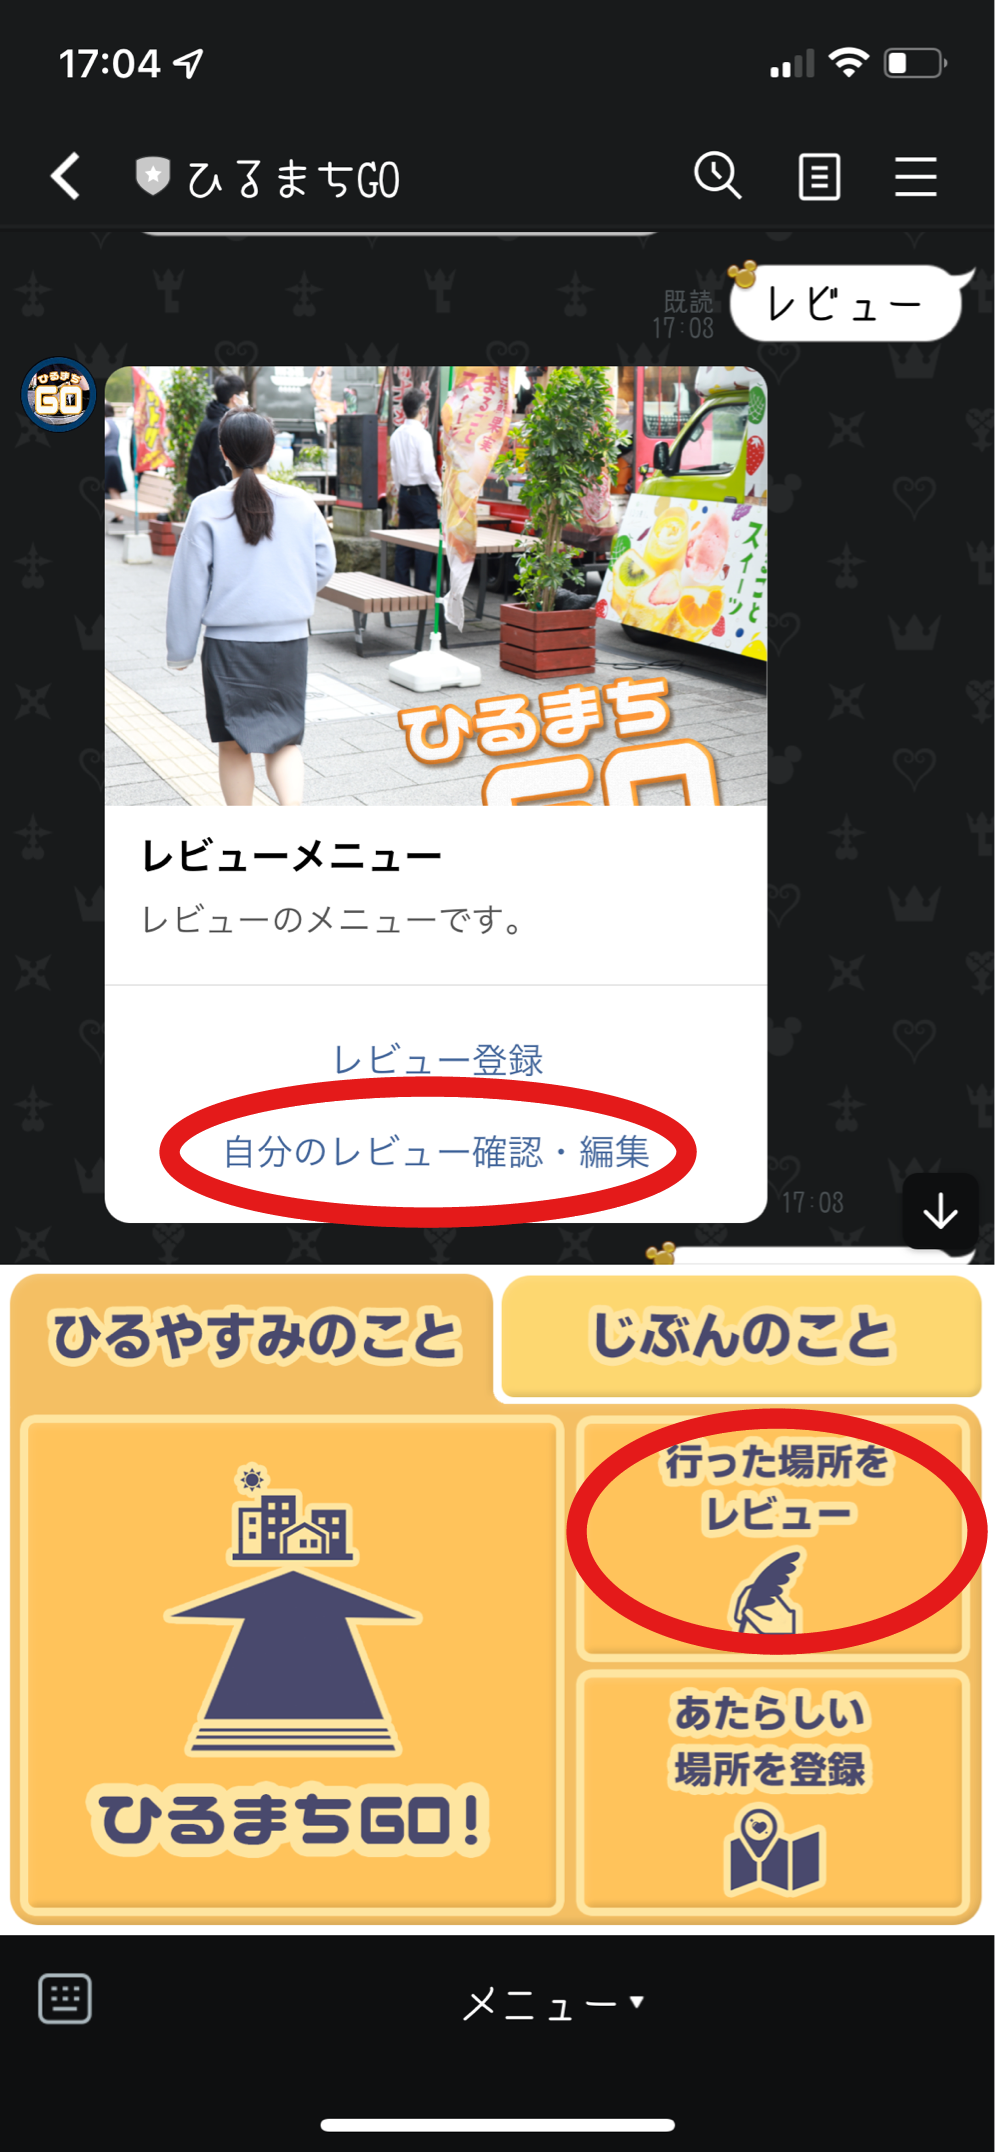 17:04
ひるまちGO
レビュー
既読
17:03
ひるまち
GO
スイーツ
ひるまち
GO
レビューメニュー
レビューのメニューです。
レビュー登録
自分のレビュー確認・編集
17:03
ひるやすみのこと
じぶんのこと
行った場所を
レビュー
ひるまちGO!
あたらしい
場所を登録
メニュー▼